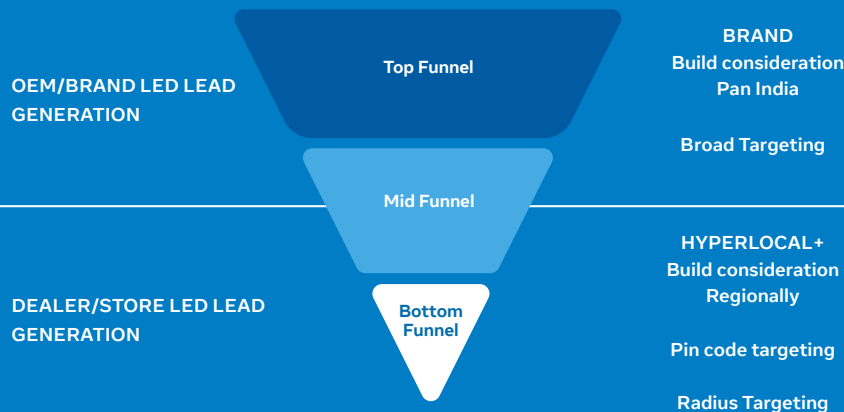 OEM/BRAND LED LEAD
GENERATION
Top Funnel
BRAND
Build consideration
Pan India
Broad Targeting
Mid Funnel
DEALER/STORE LED LEAD
GENERATION
Bottom
Funnel
HYPERLOCAL+
Build consideration
Regionally
Pin code targeting
Radius Targeting